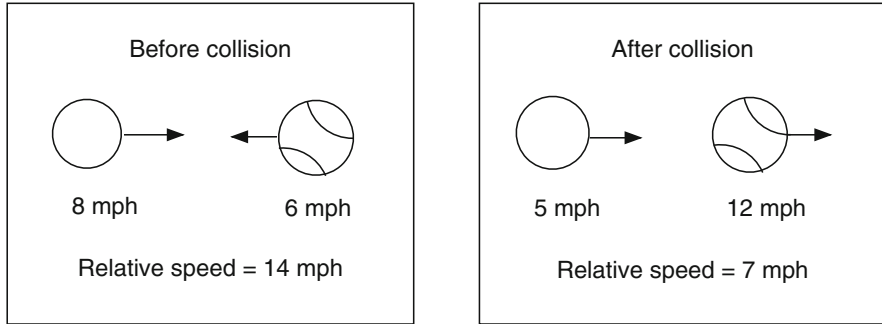 Before collision
8 mph
6 mph
Relative speed = 14 mph
After collision
5 mph
12 mph
Relative speed = 7 mph